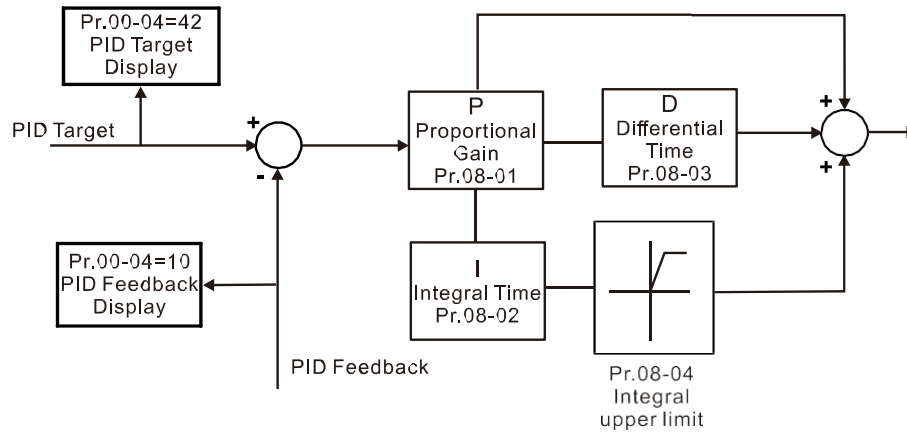 Pr.00-04=42
PID Target
Display
PID Target
+
-
P
Proportional
Gain
Pr.08-01
D
Differential
Time
Pr.08-03
+
+
Pr.00-04=10
PID Feedback
Display
I
Integral Time
Pr.08-02
PID Feedback
Pr.08-04
Integral
upper limit